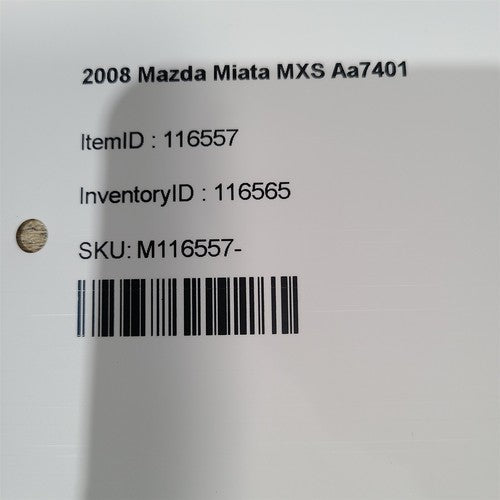 2008 Mazda Miata MXS Aa7401
ItemID : 116557
InventoryID : 116565
SKU: M116557-